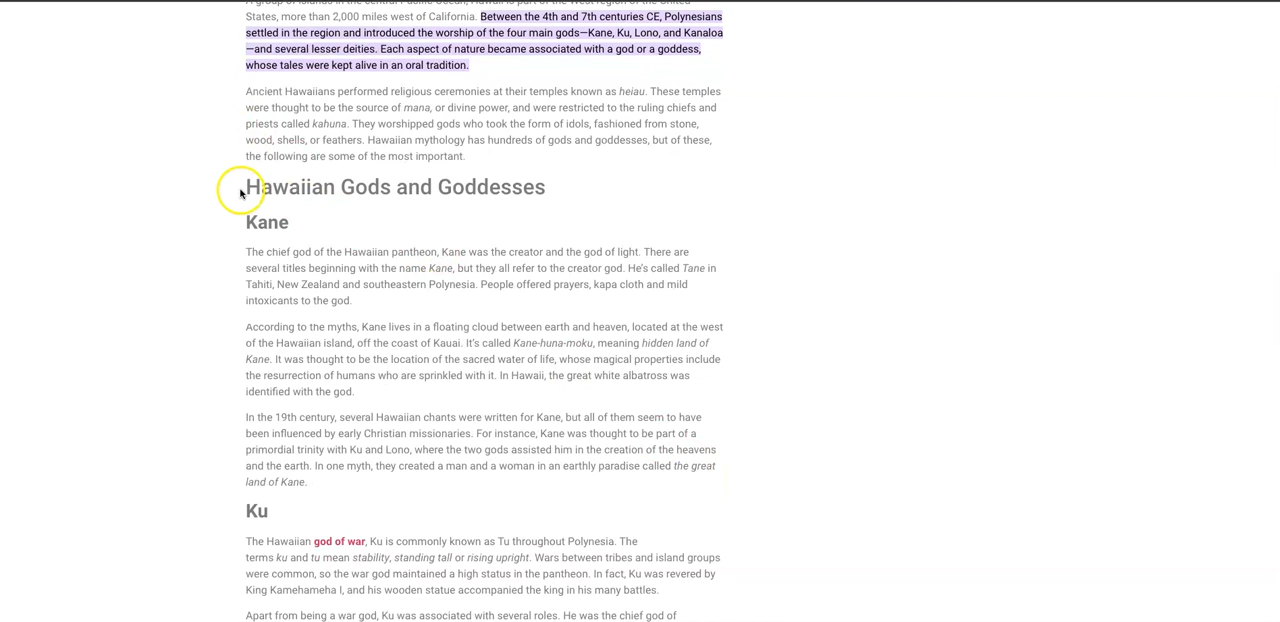 A group of islands in the Central Pacific Ocean, Hawaii is part of the West, region of the United
States, more than 2,000 miles west of California. Between the 4th and 7th centuries CE, Polynesians
settled in the region and introduced the worship of the four main gods—Kane, Ku, Lono, and Kanaloa
—and several lesser deities. Each aspect of nature became associated with a god or a goddess,
whose tales were kept alive in an oral tradition.
Ancient Hawaiians performed religious ceremonies at their temples known as heiau. These temples
were thought to be the source of mana, or divine power, and were restricted to the ruling chiefs and
priests called kahuna. They worshipped gods who took the form of idols, fashioned from stone,
wood, shells, or feathers. Hawaiian mythology has hundreds of gods and goddesses, but of these,
the following are some of the most important.
Hawaiian Gods and Goddesses
Kane
The chief god of the Hawaiian pantheon, Kane was the creator and the god of light. There are
several titles beginning with the name Kane, but they all refer to the creator god. He's called Tane in
Tahiti, New Zealand and southeastern Polynesia. People offered prayers, kapa cloth and mild
intoxicants to the god.
According to the myths, Kane lives in a floating cloud between earth and heaven, located at the west
of the Hawaiian island, off the coast of Kauai. It's called Kane-huna-moku, meaning hidden land of
Kane. It was thought to be the location of the sacred water of life, whose magical properties include
the resurrection of humans who are sprinkled with it. In Hawaii, the great white albatross was
identified with the god.
In the 19th century, several Hawaiian chants were written for Kane, but all of them seem to have
been influenced by early Christian missionaries. For instance, Kane was thought to be part of a
primordial trinity with Ku and Lono, where the two gods assisted him in the creation of the heavens
and the earth. In one myth, they created a man and a woman in an earthly paradise called the great
land of Kane.
Ku
The Hawaiian god of war, Ku is commonly known as Tu throughout Polynesia. The
terms ku and tu mean stability, standing tall or rising upright. Wars between tribes and island groups
were common, so the war god maintained a high status in the pantheon. In fact, Ku was revered by
King Kamehameha I, and his wooden statue accompanied the king in his many battles.
Apart from being a war god, Ku was associated with several roles. He was the chief god of